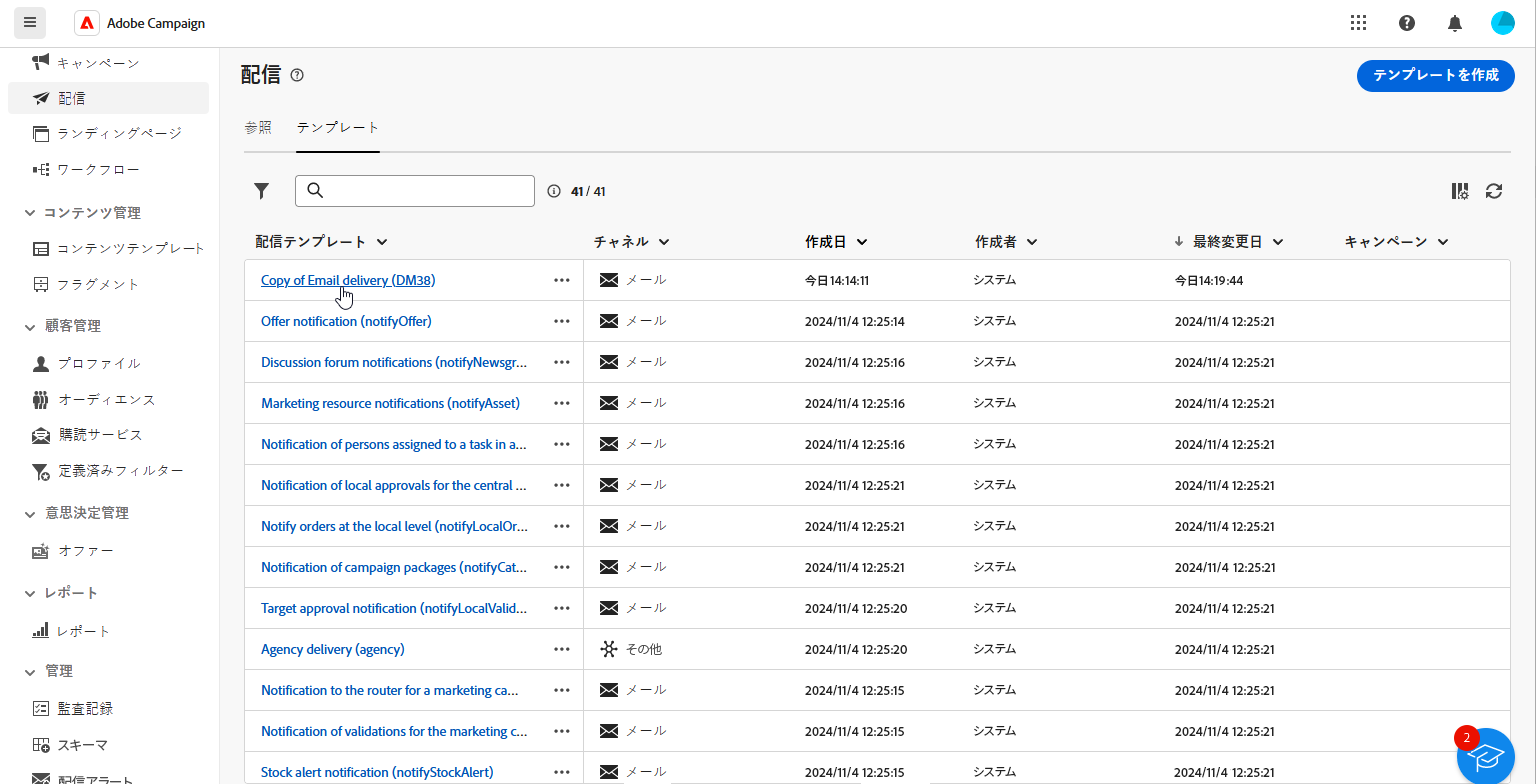 Adobe Campaign
キャンペーン
配信
ランディングページ
ワークフロー
コンテンツ管理
コンテンツテンプレート
フラグメント
顧客管理
プロファイル
オーディエンス
購読サービス
定義済みフィルター
意思決定管理
オファー
レポート
レポート
管理
監査記録
スキーマ
配信アラート
配信
テンプレートを作成
参照 テンプレート
41 / 41
配信テンプレート チャネル 作成日 作成者 最終変更日 キャンペーン
Copy of Email delivery (DM38) メール 今日14:14:11 システム 今日14:19:44
Offer notification (notifyOffer) メール 2024/11/4 12:25:14 システム 2024/11/4 12:25:21
Discussion forum notifications (notifyNewsgr... メール 2024/11/4 12:25:16 システム 2024/11/4 12:25:21
Marketing resource notifications (notifyAsset) メール 2024/11/4 12:25:16 システム 2024/11/4 12:25:21
Notification of persons assigned to a task in a... メール 2024/11/4 12:25:16 システム 2024/11/4 12:25:21
Notification of local approvals for the central ... メール 2024/11/4 12:25:21 システム 2024/11/4 12:25:21
Notify orders at the local level (notifyLocalOr... メール 2024/11/4 12:25:21 システム 2024/11/4 12:25:21
Notification of campaign packages (notifyCat... メール 2024/11/4 12:25:21 システム 2024/11/4 12:25:21
Target approval notification (notifyLocalValid... メール 2024/11/4 12:25:20 システム 2024/11/4 12:25:21
Agency delivery (agency) その他 2024/11/4 12:25:20 システム 2024/11/4 12:25:21
Notification to the router for a marketing ca... メール 2024/11/4 12:25:15 システム 2024/11/4 12:25:21
Notification of validations for the marketing c... メール 2024/11/4 12:25:15 システム 2024/11/4 12:25:21
Stock alert notification (notifyStockAlert) メール 2024/11/4 12:25:15 システム 2024/11/4 12:25:21
2